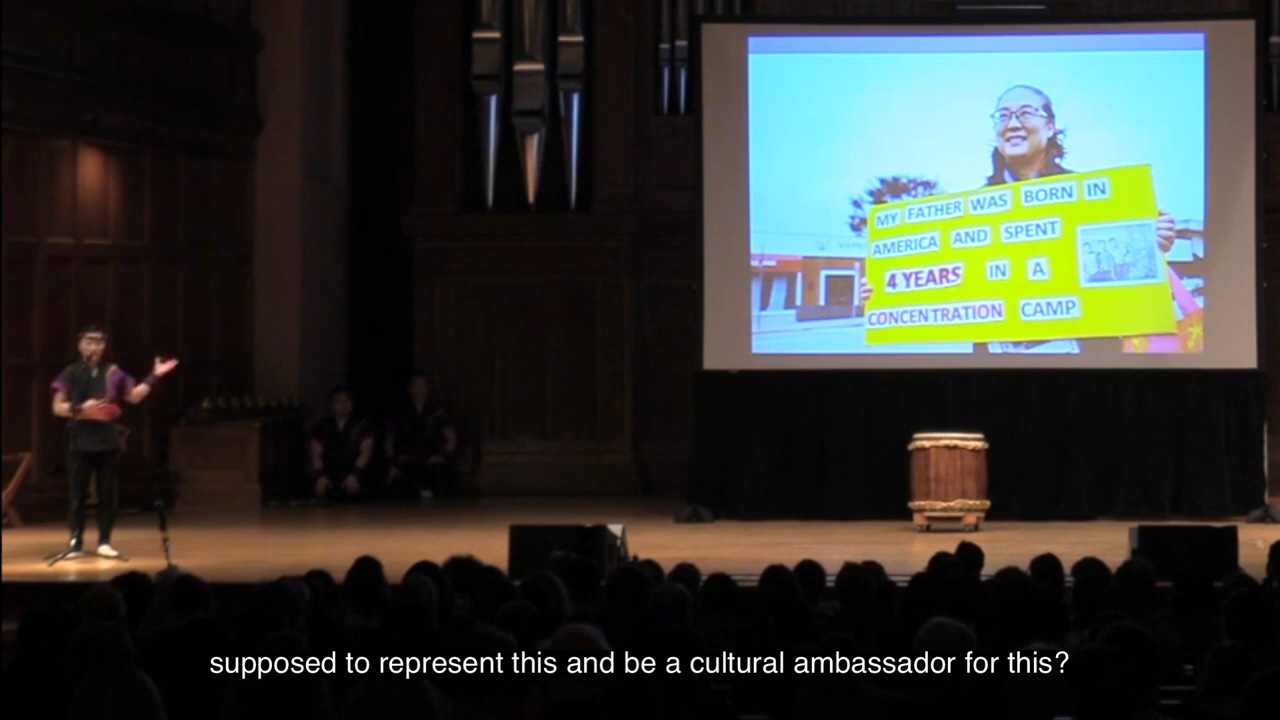 MY FATHER WAS BORN IN
AMERICA AND SPENT
4 YEARS IN A
CONCENTRATION CAMP
supposed to represent this and be a cultural ambassador for this?